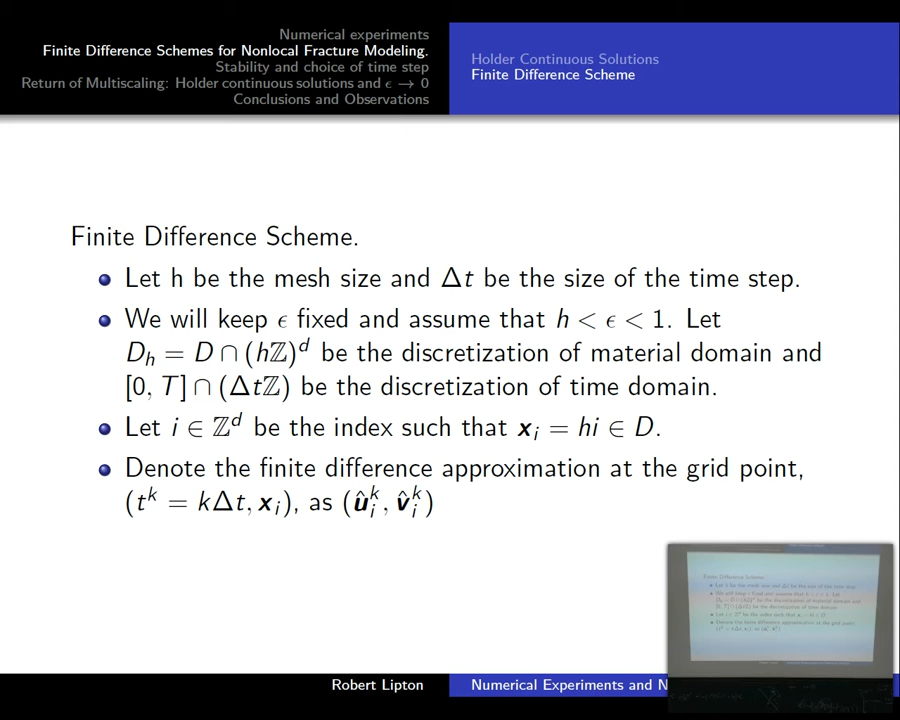 Numerical experiments
Finite Difference Schemes for Nonlocal Fracture Modeling.
Stability and choice of time step
Return of Multiscaling: Holder continuous solutions and ϵ → 0
Conclusions and Observations
Holder Continuous Solutions
Finite Difference Scheme
Finite Difference Scheme.
Let h be the mesh size and Δt be the size of the time step.
We will keep ϵ fixed and assume that h < ϵ < 1. Let
D_h = D ∩ (hℤ)^d be the discretization of material domain and
[0, T] ∩ (Δtℤ) be the discretization of time domain.
Let i ∈ ℤ^d be the index such that x_i = hi ∈ D.
Denote the finite difference approximation at the grid point,
(t^k = kΔt, x_i), as (û_i^k, v̂_i^k)
Robert Lipton
Numerical Experiments and N